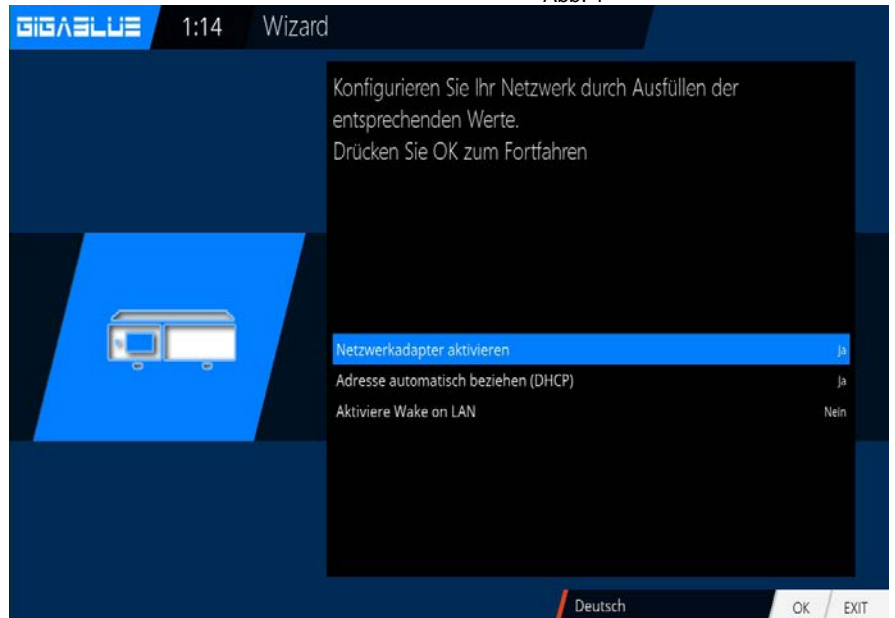 GIGABLUE 1:14 Wizard
Konfigurieren Sie Ihr Netzwerk durch Ausfüllen der
entsprechenden Werte.
Drücken Sie OK zum Fortfahren
Netzwerkadapter aktivieren Ja
Adresse automatisch beziehen (DHCP) Ja
Aktiviere Wake on LAN Nein
Deutsch OK EXIT